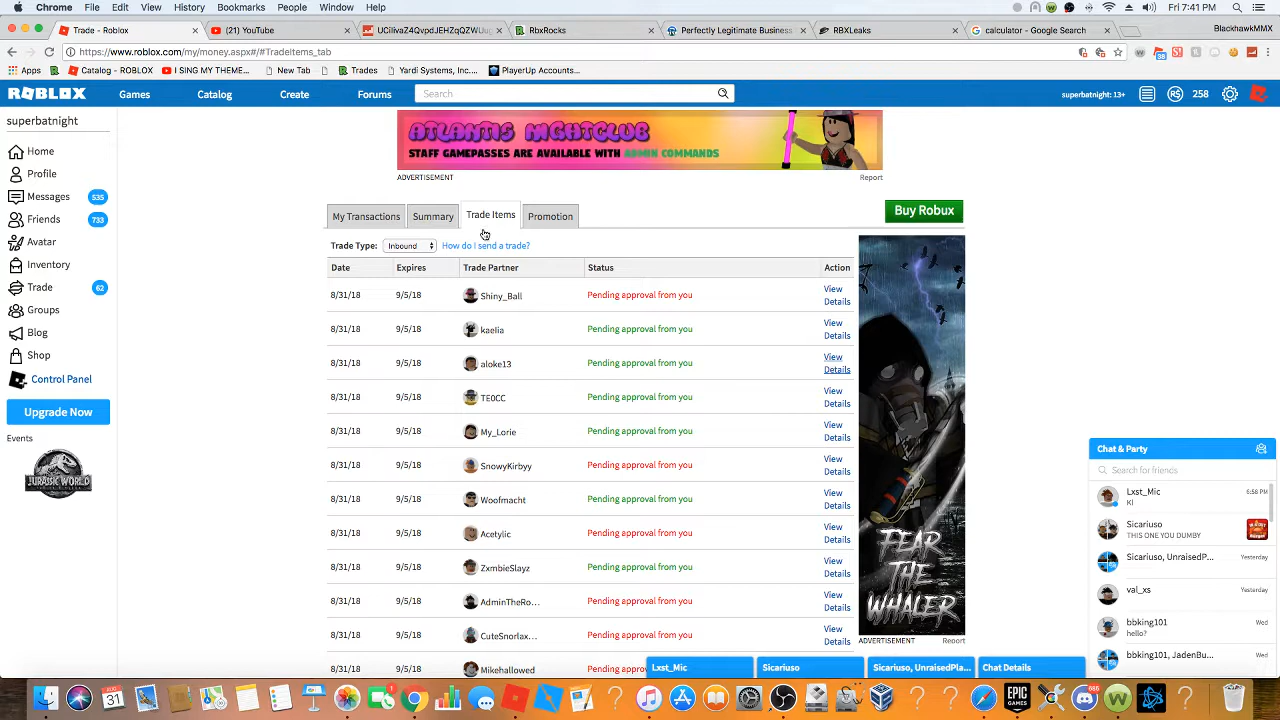 Chrome File Edit View History Bookmarks People Window Help Fri 7:41 PM
Trade - Roblox × (21) YouTube × × RbxRocks × Perfectly Legitimate Business × RBXLeaks × calculator - Google Search × BlackhawkMMX
https://www.roblox.com/my/money.aspx#/#TradeItems_tab
Apps Catalog - ROBLOX I SING MY THEME... New Tab Trades Yardi Systems, Inc.... PlayerUp Accounts...
ROBLOX Games Catalog Create Forums Search superbatnight: 13+ R$ 258
superbatnight
Home
Profile
Messages 535
Friends 733
Avatar
Inventory
Trade 62
Groups
Blog
Shop
Control Panel
Upgrade Now
Events
JURASSIC WORLD
ATLANTIS NIGHTCLUB
STAFF GAMEPASSES ARE AVAILABLE WITH ADMIN COMMANDS
ADVERTISEMENT Report
My Transactions Summary Trade Items Promotion Buy Robux
Trade Type: Inbound How do I send a trade?
Date Expires Trade Partner Status Action
8/31/18 9/5/18 Shiny_Ball Pending approval from you View Details
8/31/18 9/5/18 kaelia Pending approval from you View Details
8/31/18 9/5/18 aloke13 Pending approval from you View Details
8/31/18 9/5/18 TE0CC Pending approval from you View Details
8/31/18 9/5/18 My_Lorie Pending approval from you View Details
8/31/18 9/5/18 SnowyKirbyy Pending approval from you View Details
8/31/18 9/5/18 Woofmacht Pending approval from you View Details
8/31/18 9/5/18 Acetylic Pending approval from you View Details
8/31/18 9/5/18 ZxmbieSlayz Pending approval from you View Details
8/31/18 9/5/18 AdminTheRo... Pending approval from you View Details
8/31/18 9/5/18 CuteSnorlax... Pending approval from you View Details
8/31/18 9/5/18 Mikehallowed Pending approval View
FEAR
THE
WHALER
ADVERTISEMENT Report
Chat & Party
Search for friends
Lxst_Mic 6:58 PM
K!
Sicariuso
THIS ONE YOU DUMBY
Sicariuso, UnraisedP... Yesterday
val_xs Yesterday
bbking101 Wed
hello?
bbking101, JadenBu... Wed
Lxst_Mic Sicariuso Sicariuso, UnraisedPla... Chat Details
EPIC
GAMES